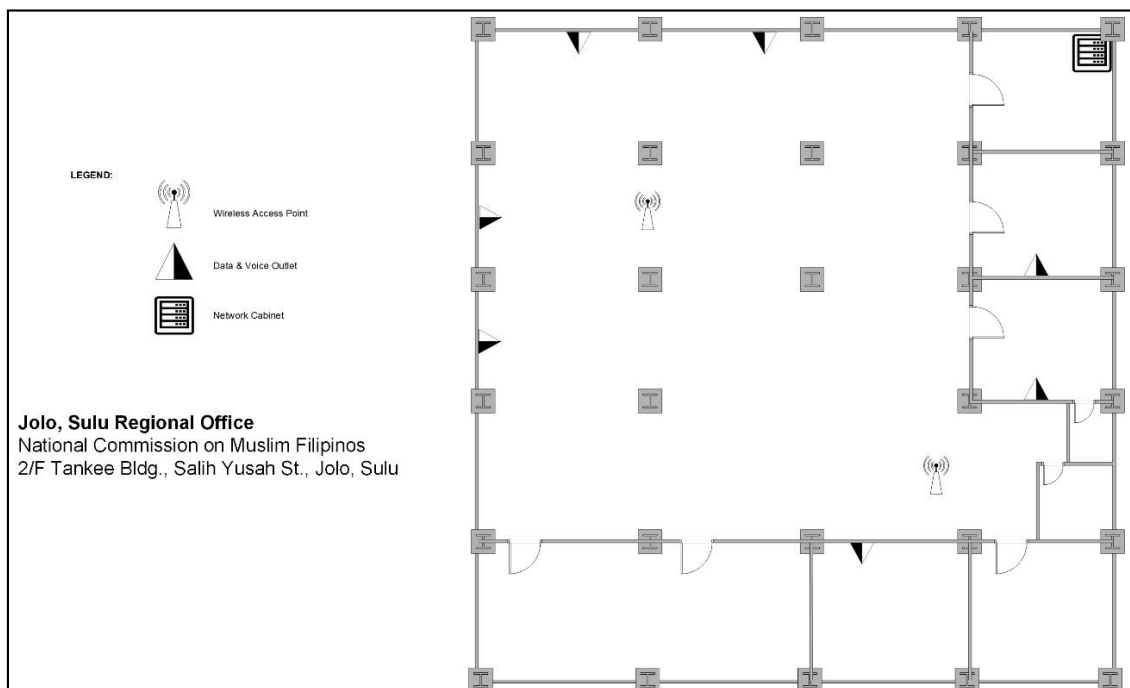 LEGEND:
Wireless Access Point
Data & Voice Outlet
Network Cabinet
Jolo, Sulu Regional Office
National Commission on Muslim Filipinos
2/F Tankee Bldg., Salih Yusah St., Jolo, Sulu